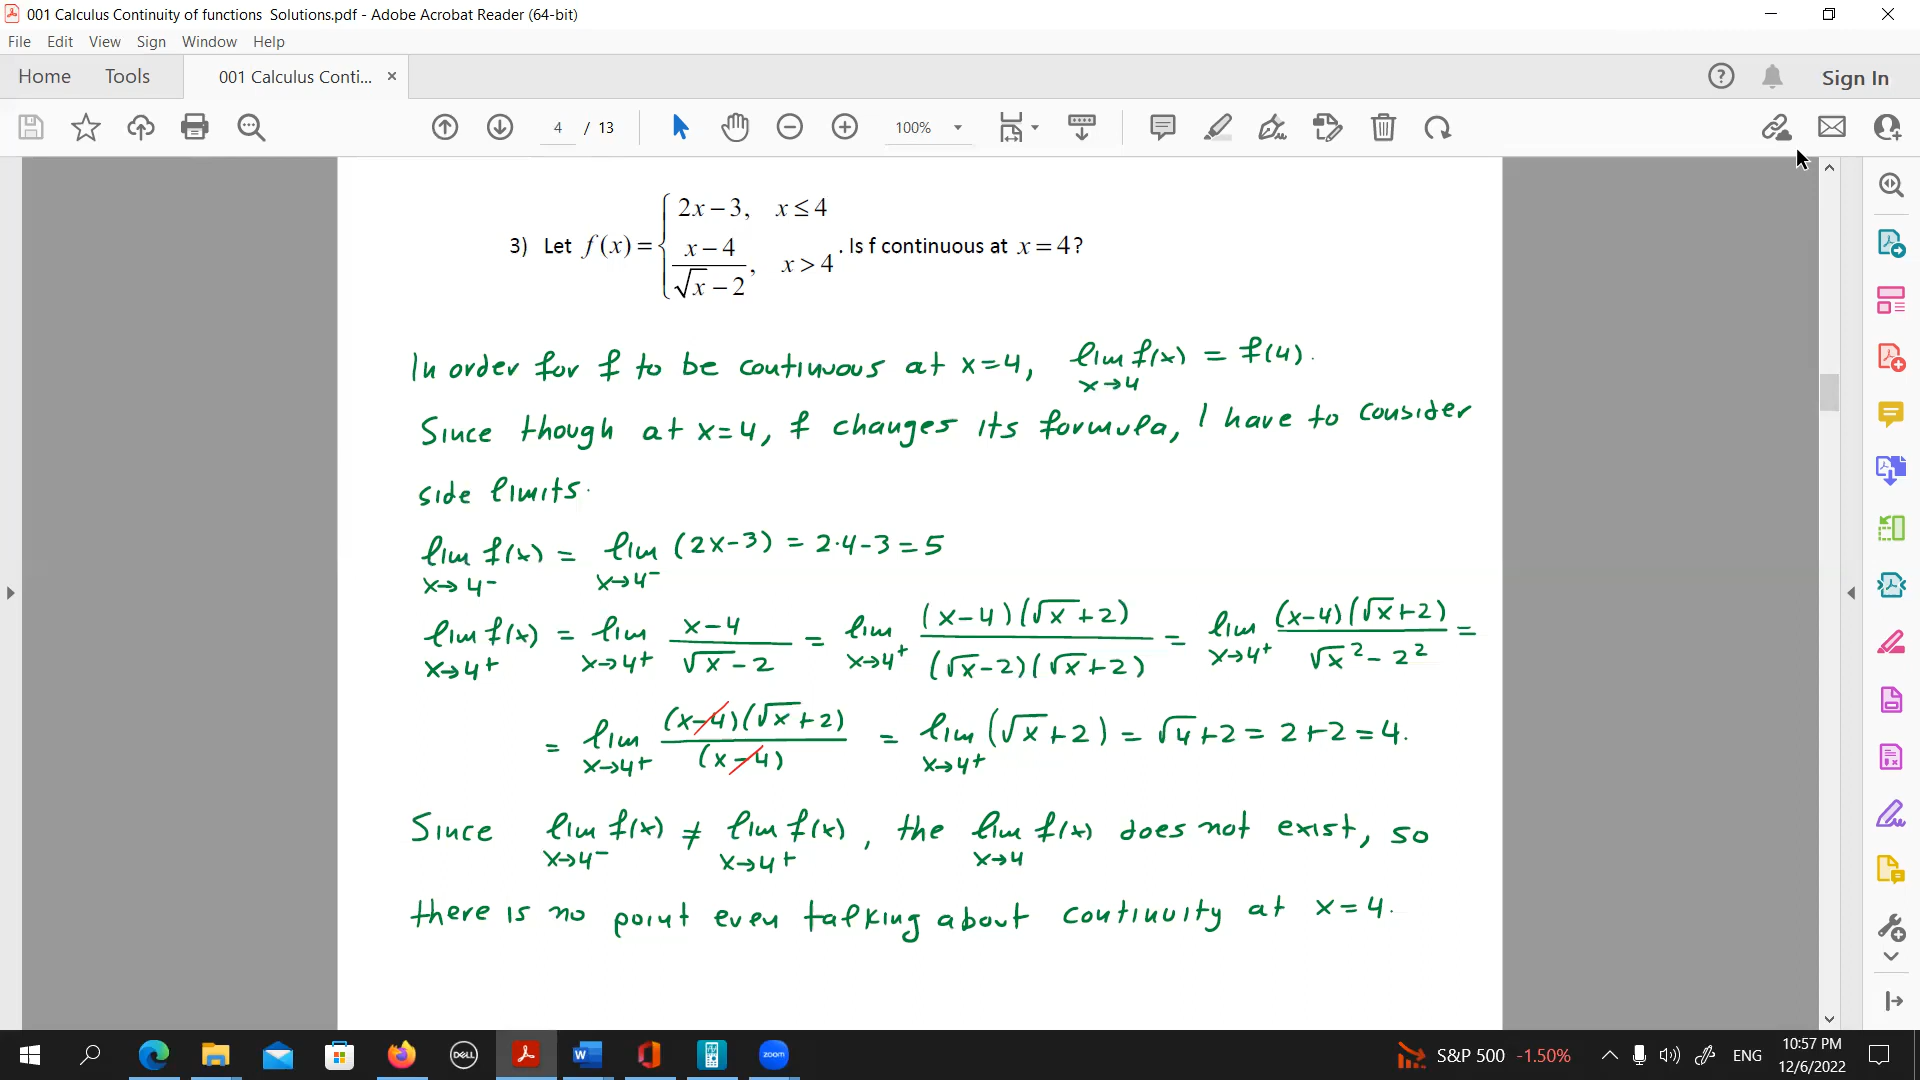 001 Calculus Continuity of functions  Solutions.pdf - Adobe Acrobat Reader (64-bit)
File Edit View Sign Window Help
Home Tools 001 Calculus Conti... × Sign In
4 / 13 100%
3) Let f(x) = { 2x − 3, x ≤ 4
(x − 4)/(√x − 2), x > 4 . Is f continuous at x = 4?
In order for f to be continuous at x=4, lim x→4 f(x) = f(4).
Since though at x=4, f changes its formula, I have to consider
side limits.
lim x→4⁻ f(x) = lim x→4⁻ (2x−3) = 2·4−3 = 5
lim x→4⁺ f(x) = lim x→4⁺ (x−4)/(√x−2) = lim x→4⁺ (x−4)(√x+2)/((√x−2)(√x+2)) = lim x→4⁺ (x−4)(√x+2)/(√x²−2²) =
= lim x→4⁺ (x−4)(√x+2)/(x−4) = lim x→4⁺ (√x+2) = √4+2 = 2+2 = 4.
Since lim x→4⁻ f(x) ≠ lim x→4⁺ f(x), the lim x→4 f(x) does not exist, so
there is no point even talking about continuity at x=4.
DELL zoom S&P 500 -1.50% ENG 10:57 PM
12/6/2022